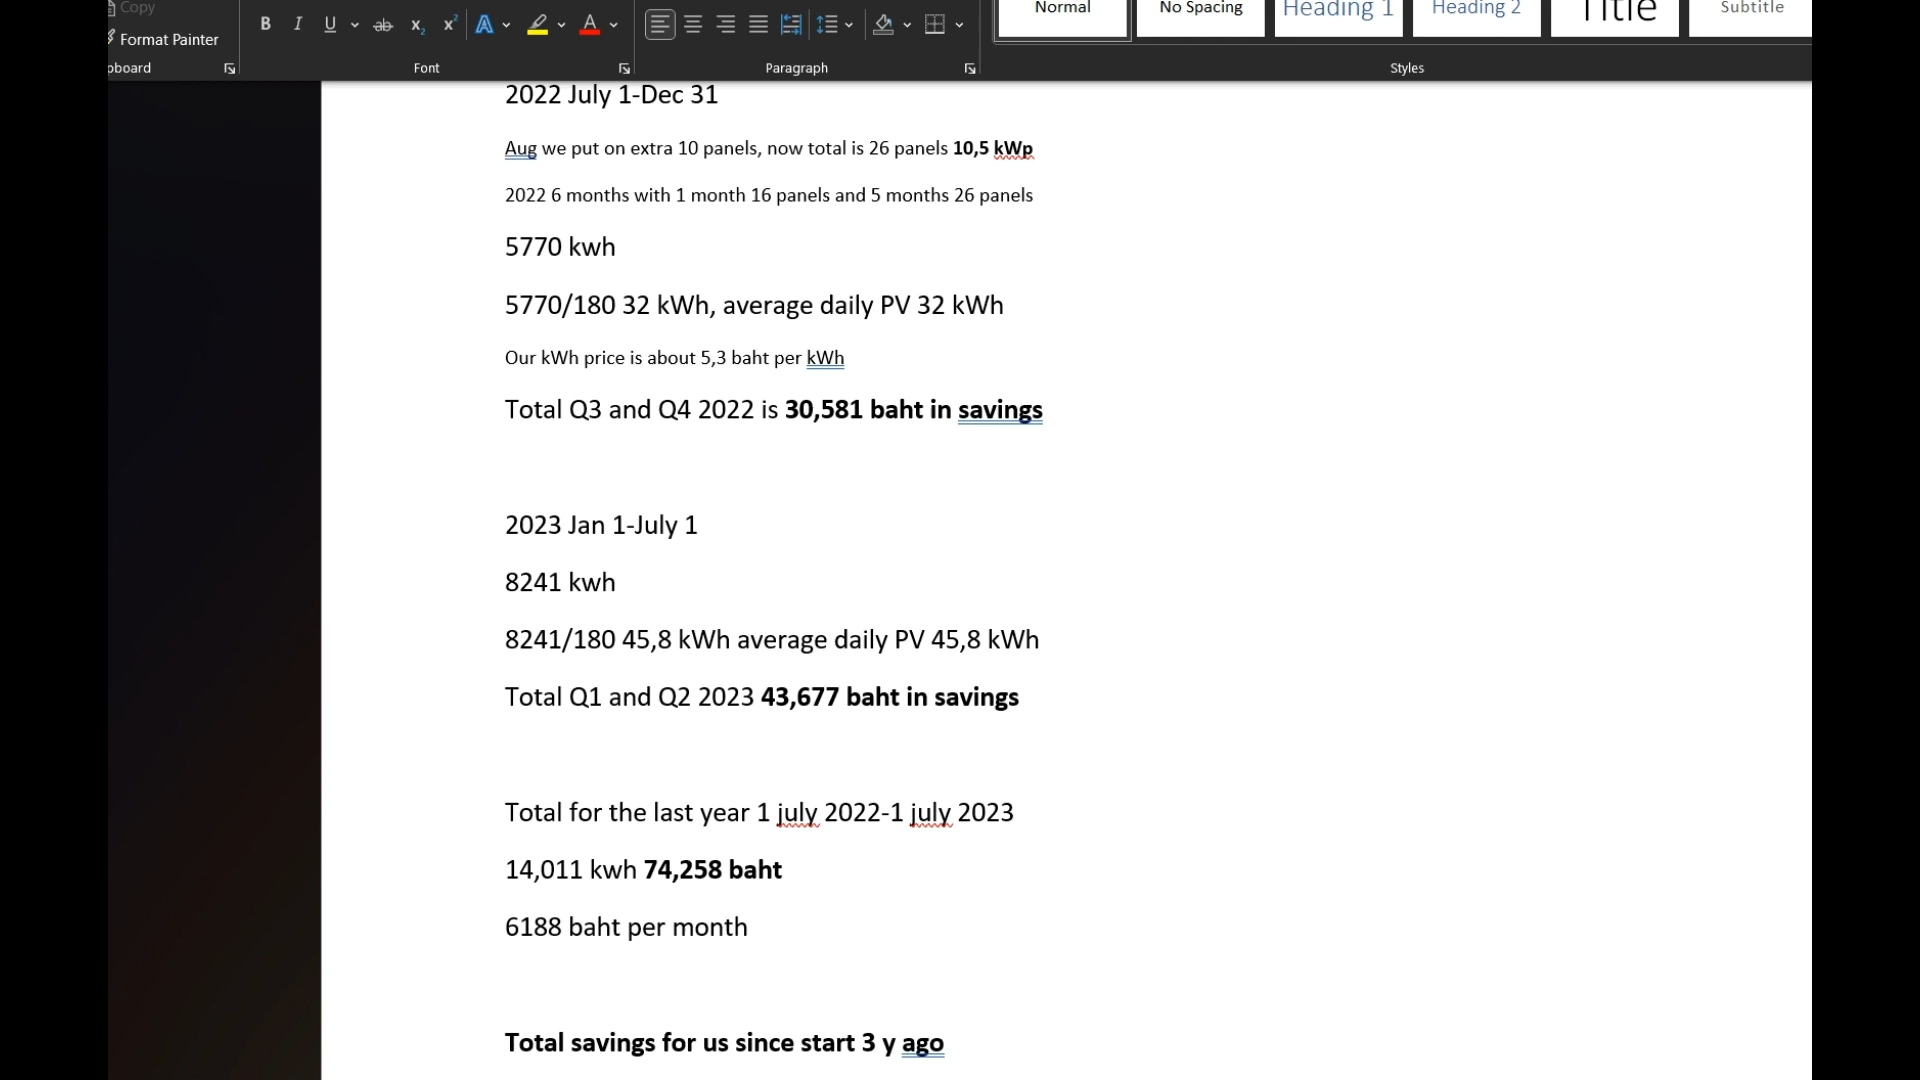 Copy
Format Painter
pboard
B I U ab x2 x2 A A
Font
Paragraph
Normal
No Spacing
Heading 1
Heading 2
Title
Subtitle
Styles
2022 July 1-Dec 31
Aug we put on extra 10 panels, now total is 26 panels 10,5 kWp
2022 6 months with 1 month 16 panels and 5 months 26 panels
5770 kwh
5770/180 32 kWh, average daily PV 32 kWh
Our kWh price is about 5,3 baht per kWh
Total Q3 and Q4 2022 is 30,581 baht in savings
2023 Jan 1-July 1
8241 kwh
8241/180 45,8 kWh average daily PV 45,8 kWh
Total Q1 and Q2 2023 43,677 baht in savings
Total for the last year 1 july 2022-1 july 2023
14,011 kwh 74,258 baht
6188 baht per month
Total savings for us since start 3 y ago